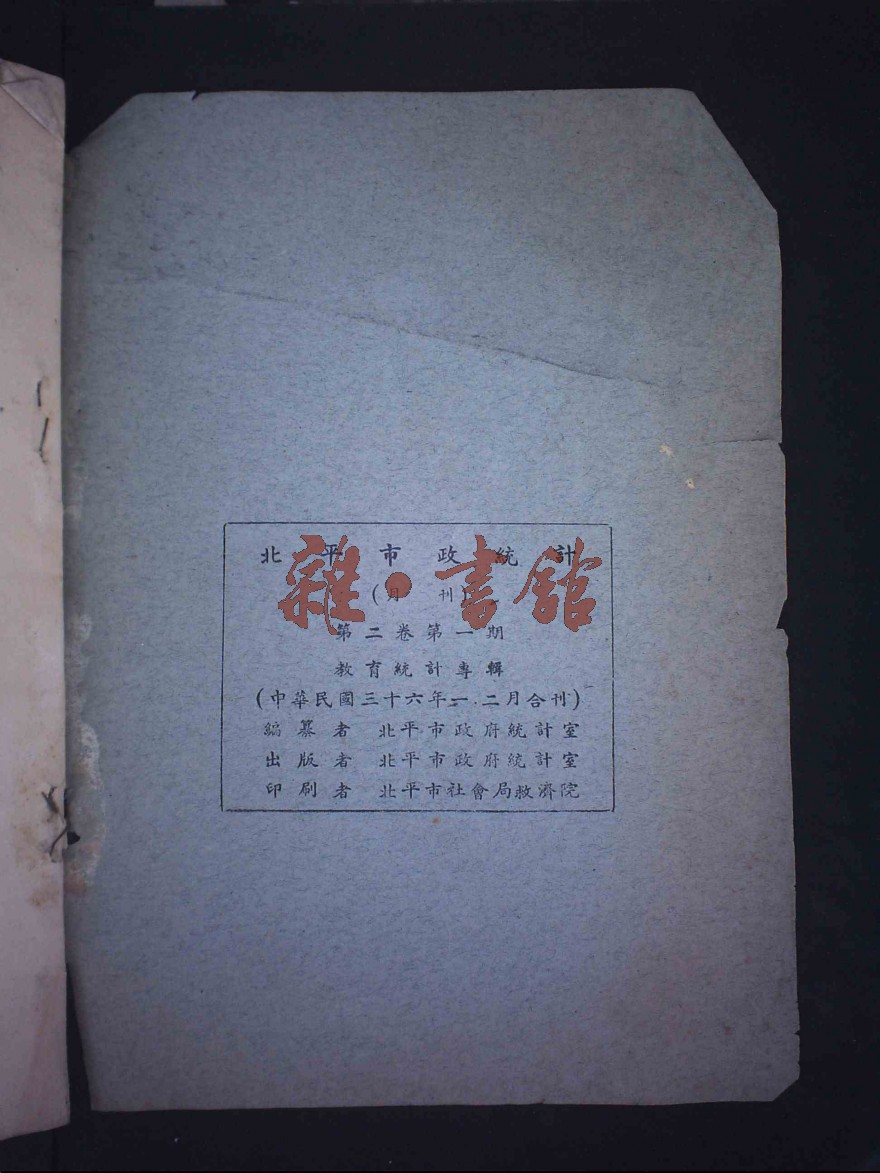 北平市政統計
(月刊)
第二卷第一期
教育統計專輯
(中華民國三十六年一.二月合刊)
編纂者 北平市政府統計室
出版者 北平市政府統計室
印刷者 北平市社會局救濟院
雜·書館